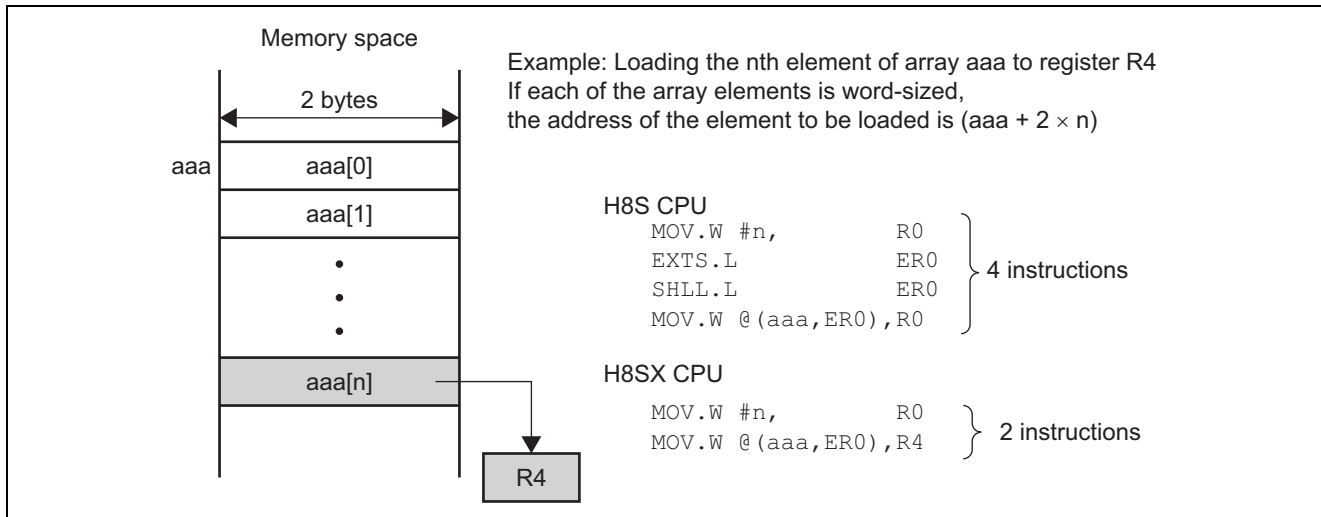 Memory space
2 bytes
aaa
aaa[0]
aaa[1]
aaa[n]
R4
Example: Loading the nth element of array aaa to register R4
If each of the array elements is word-sized,
the address of the element to be loaded is (aaa + 2 × n)
H8S CPU
MOV.W #n, R0
EXTS.L ER0
SHLL.L ER0
MOV.W @(aaa,ER0),R0
4 instructions
H8SX CPU
MOV.W #n, R0
MOV.W @(aaa,ER0),R4
2 instructions